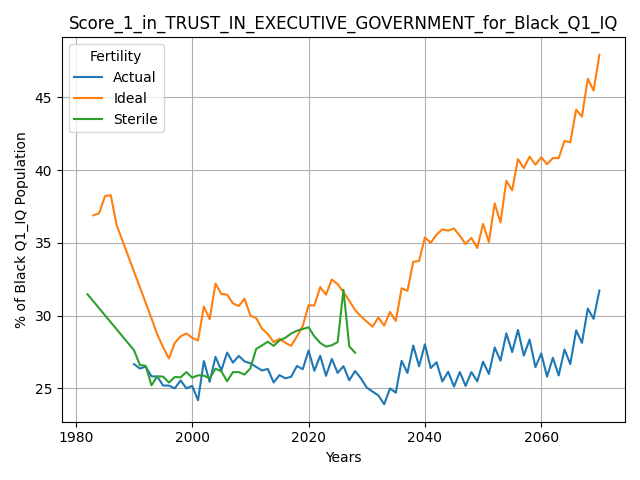 Score_1_in_TRUST_IN_EXECUTIVE_GOVERNMENT_for_Black_Q1_IQ
Fertility
Actual
Ideal
Sterile
% of Black Q1_IQ Population
45
40
35
30
25
1980
2000
2020
2040
2060
Years